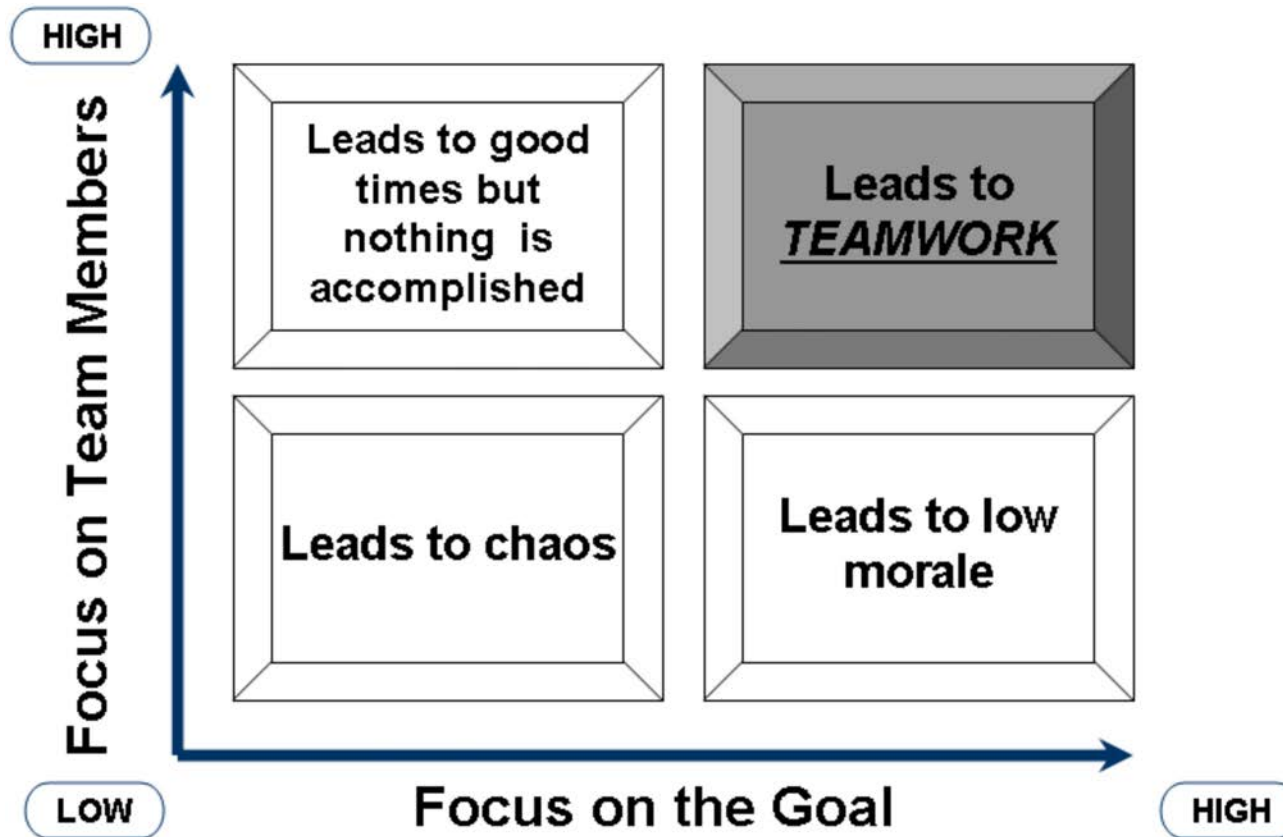 HIGH
Focus on Team Members
Leads to good
times but
nothing is
accomplished
Leads to
TEAMWORK
Leads to chaos
Leads to low
morale
LOW
Focus on the Goal
HIGH